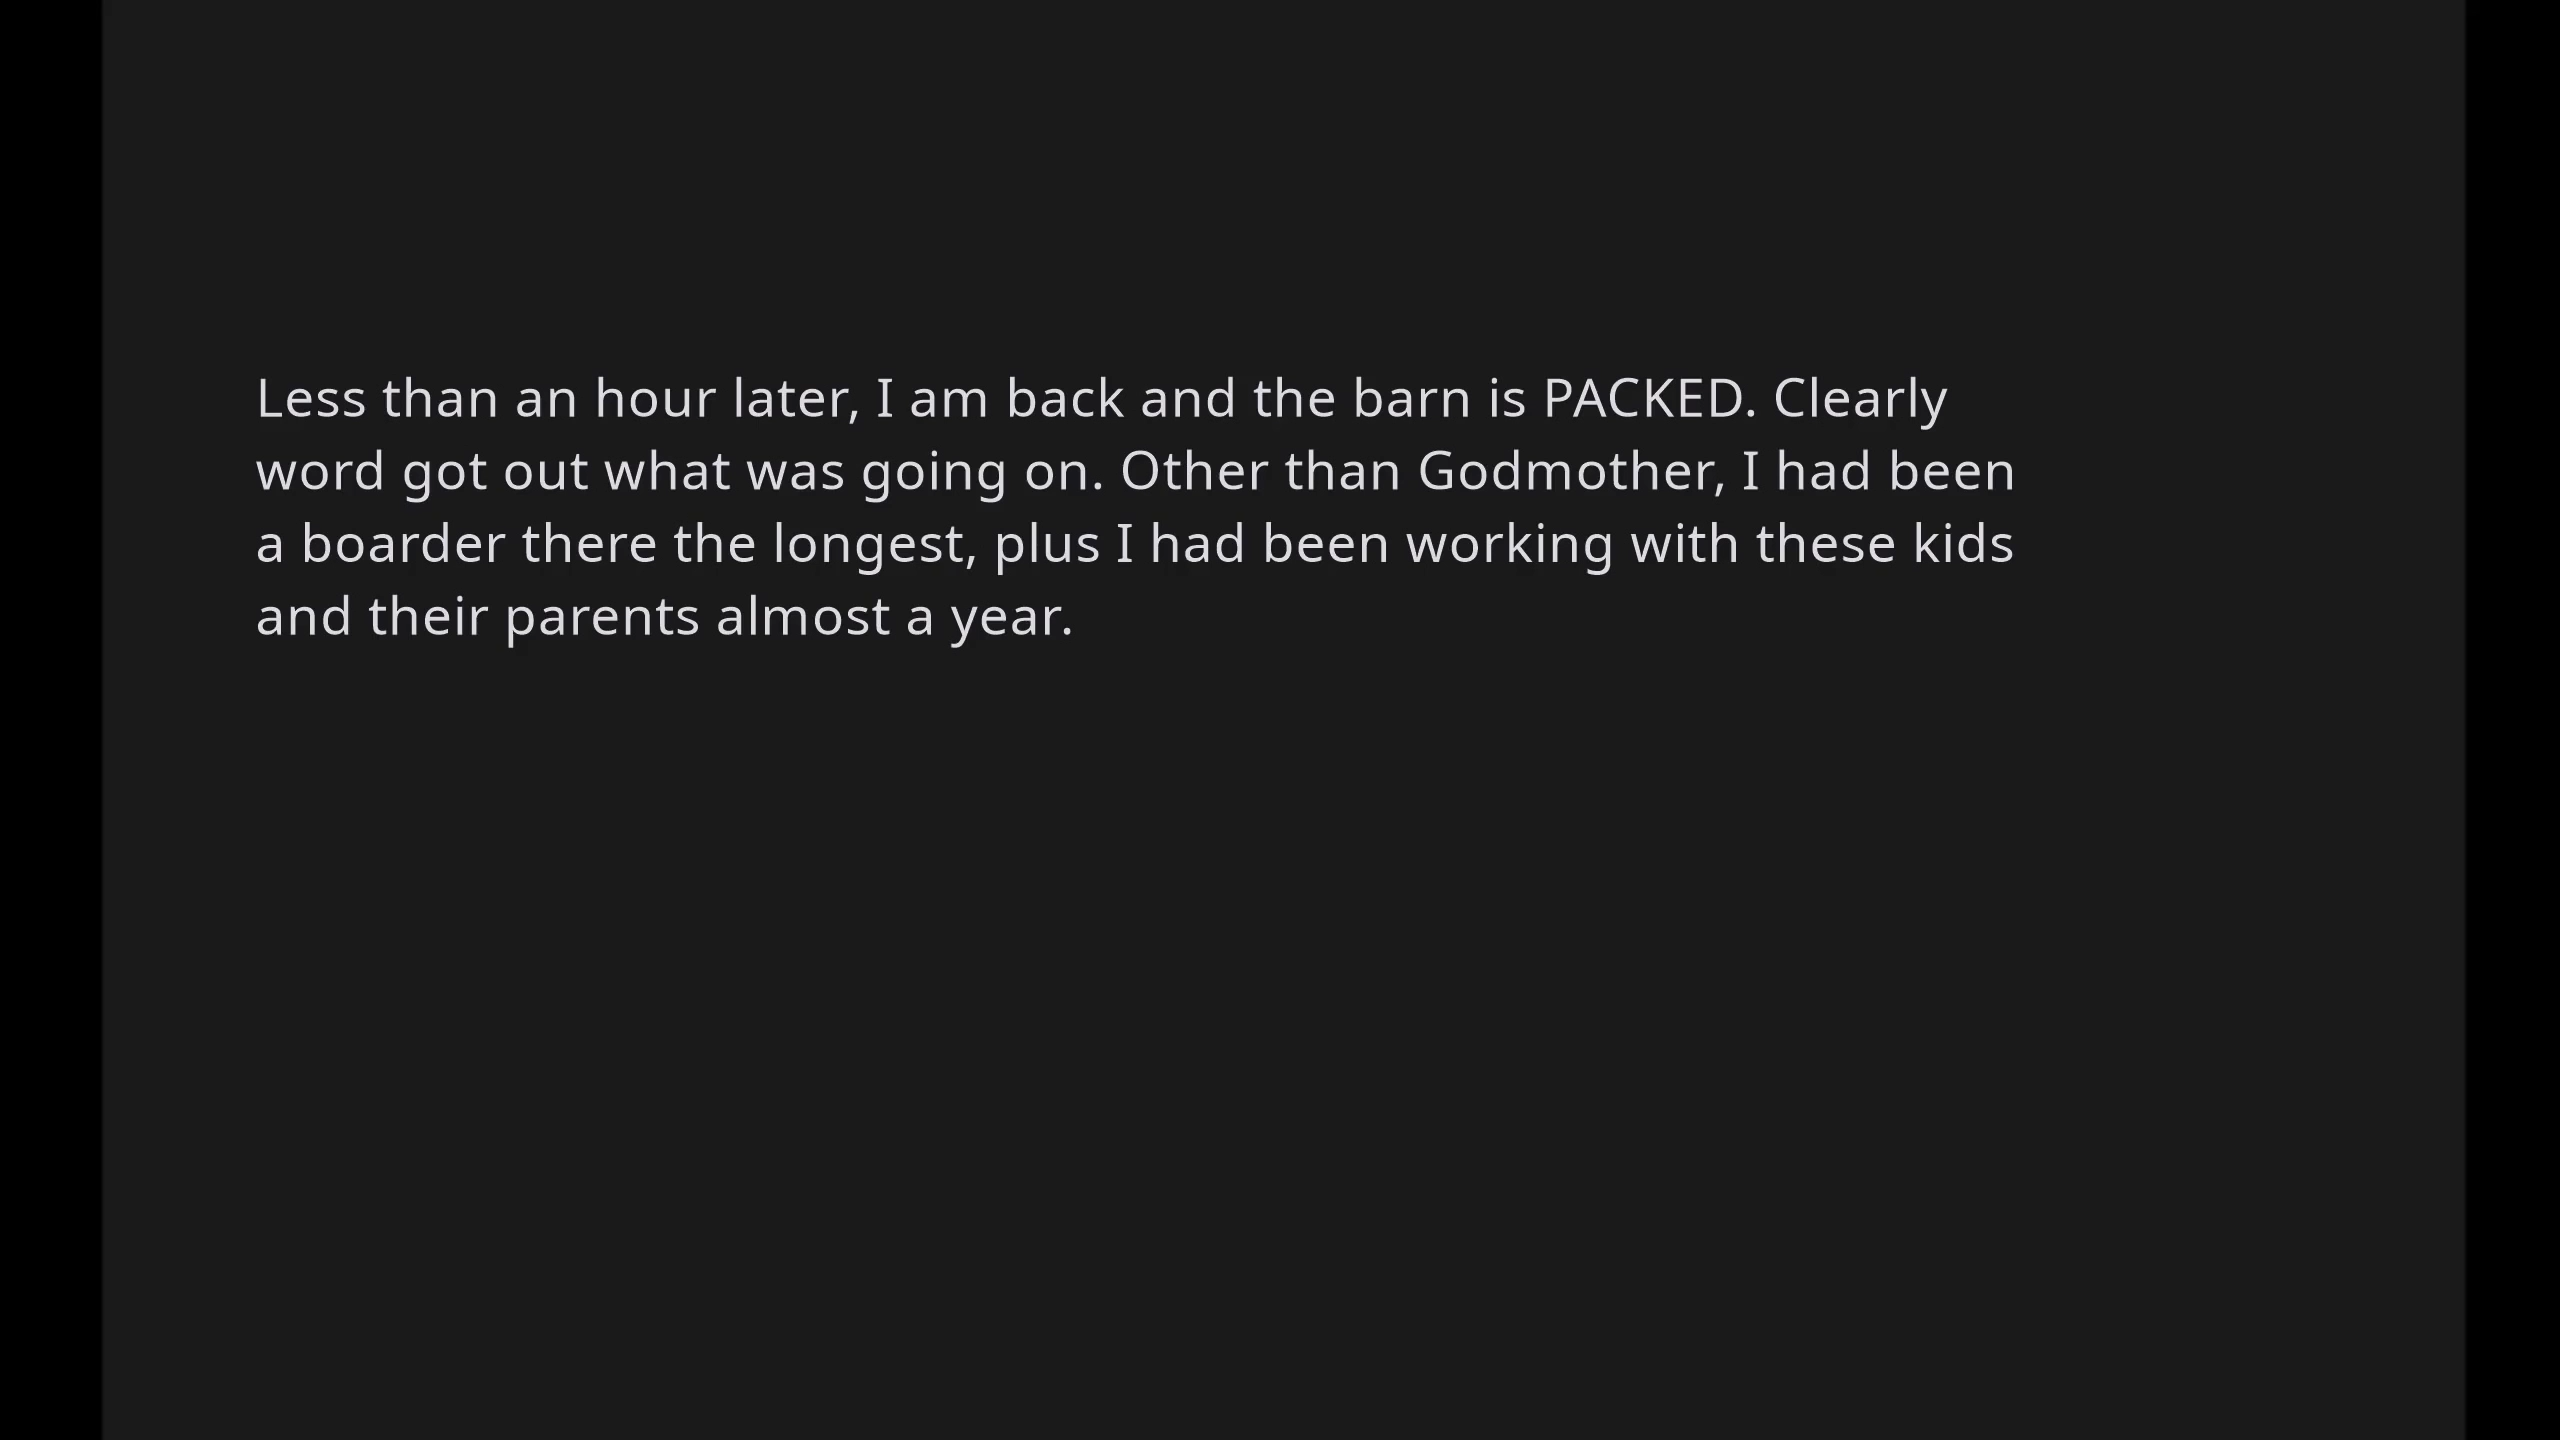 Less than an hour later, I am back and the barn is PACKED. Clearly
word got out what was going on. Other than Godmother, I had been
a boarder there the longest, plus I had been working with these kids
and their parents almost a year.